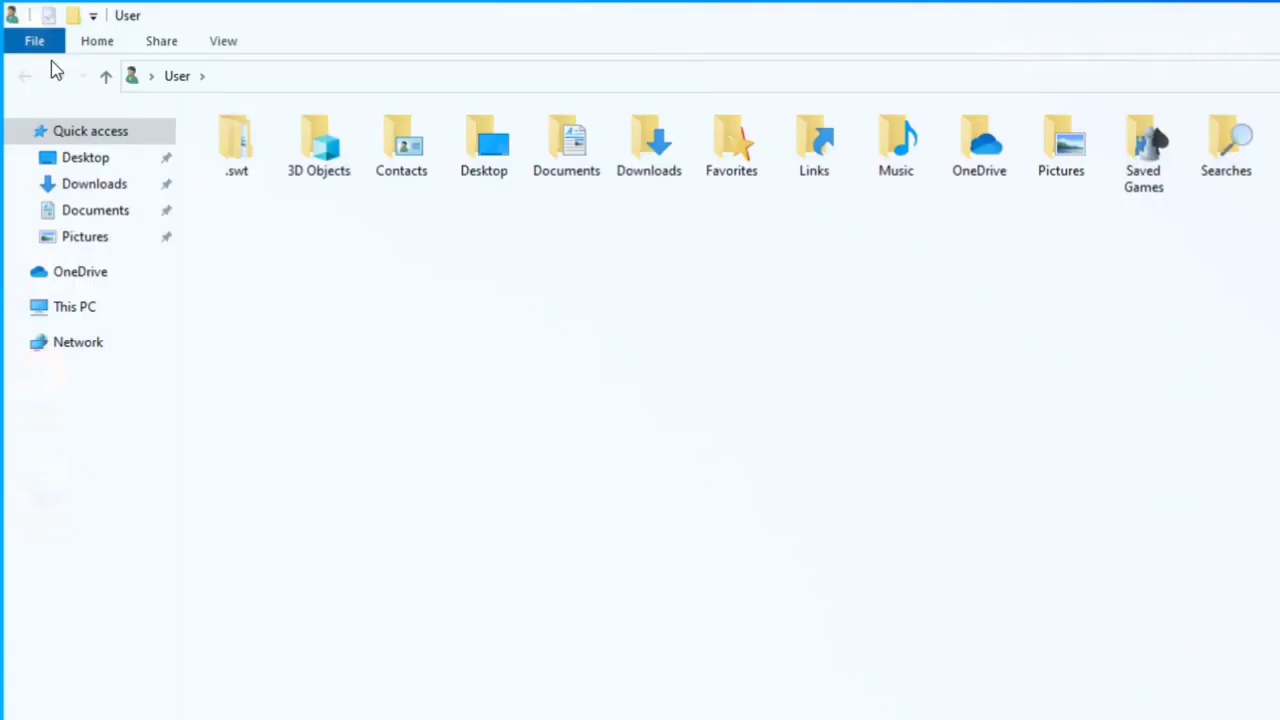 User
File Home Share View
User
Quick access
Desktop
Downloads
Documents
Pictures
OneDrive
This PC
Network
.swt 3D Objects Contacts Desktop Documents Downloads Favorites Links Music OneDrive Pictures Saved Games Searches